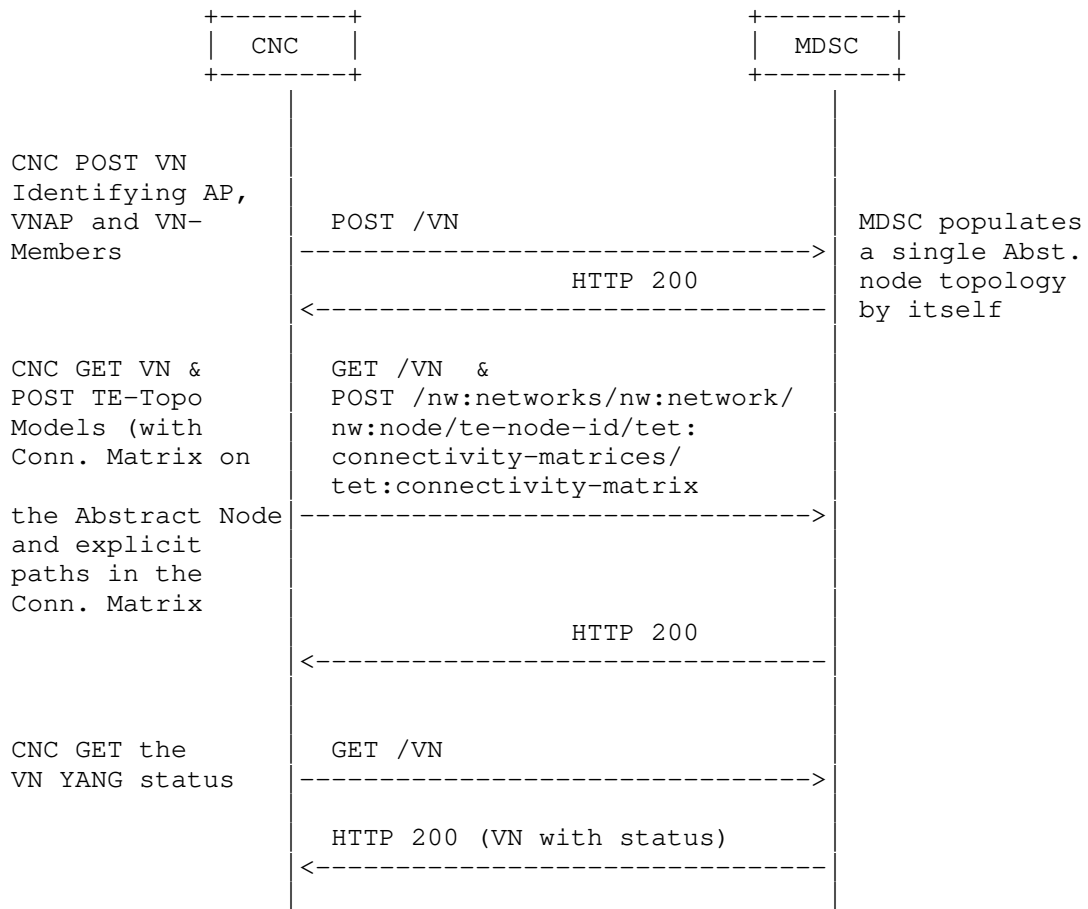 CNC MDSC
CNC POST VN
Identifying AP,
VNAP and VN- POST /VN MDSC populates
Members a single Abst.
HTTP 200 node topology
by itself
CNC GET VN & GET /VN &
POST TE-Topo POST /nw:networks/nw:network/
Models (with nw:node/te-node-id/tet:
Conn. Matrix on connectivity-matrices/
tet:connectivity-matrix
the Abstract Node
and explicit
paths in the
Conn. Matrix
HTTP 200
CNC GET the GET /VN
VN YANG status
HTTP 200 (VN with status)